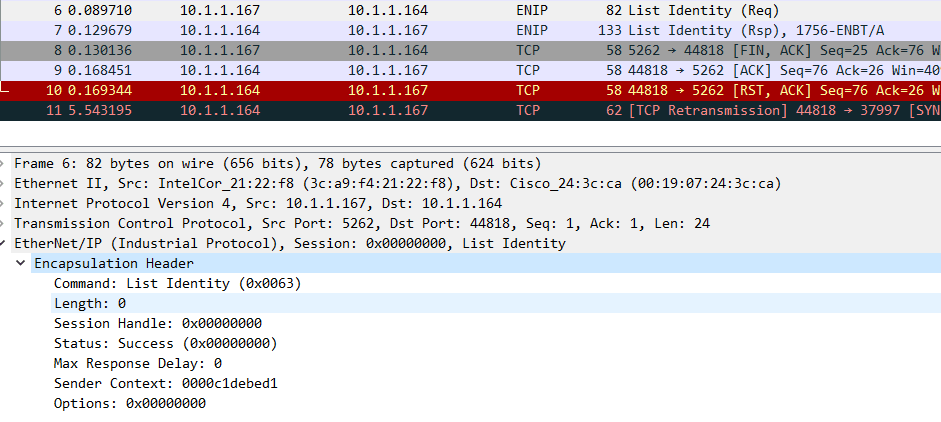 6 0.089710 10.1.1.167 10.1.1.164 ENIP 82 List Identity (Req)
7 0.129679 10.1.1.164 10.1.1.167 ENIP 133 List Identity (Rsp), 1756-ENBT/A
8 0.130136 10.1.1.167 10.1.1.164 TCP 58 5262 → 44818 [FIN, ACK] Seq=25 Ack=76 W
9 0.168451 10.1.1.164 10.1.1.167 TCP 58 44818 → 5262 [ACK] Seq=76 Ack=26 Win=40
10 0.169344 10.1.1.164 10.1.1.167 TCP 58 44818 → 5262 [RST, ACK] Seq=76 Ack=26 W
11 5.543195 10.1.1.164 10.1.1.167 TCP 62 [TCP Retransmission] 44818 → 37997 [SYN
Frame 6: 82 bytes on wire (656 bits), 78 bytes captured (624 bits)
Ethernet II, Src: IntelCor_21:22:f8 (3c:a9:f4:21:22:f8), Dst: Cisco_24:3c:ca (00:19:07:24:3c:ca)
Internet Protocol Version 4, Src: 10.1.1.167, Dst: 10.1.1.164
Transmission Control Protocol, Src Port: 5262, Dst Port: 44818, Seq: 1, Ack: 1, Len: 24
EtherNet/IP (Industrial Protocol), Session: 0x00000000, List Identity
Encapsulation Header
Command: List Identity (0x0063)
Length: 0
Session Handle: 0x00000000
Status: Success (0x00000000)
Max Response Delay: 0
Sender Context: 0000c1debed1
Options: 0x00000000